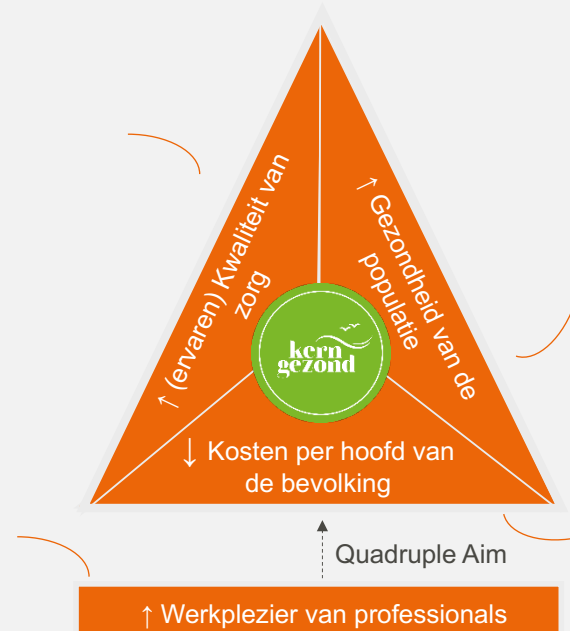 ↑ (ervaren) Kwaliteit van
zorg
↑ Gezondheid van de
populatie
kern
gezond
↓ Kosten per hoofd van
de bevolking
Quadruple Aim
↑ Werkplezier van professionals